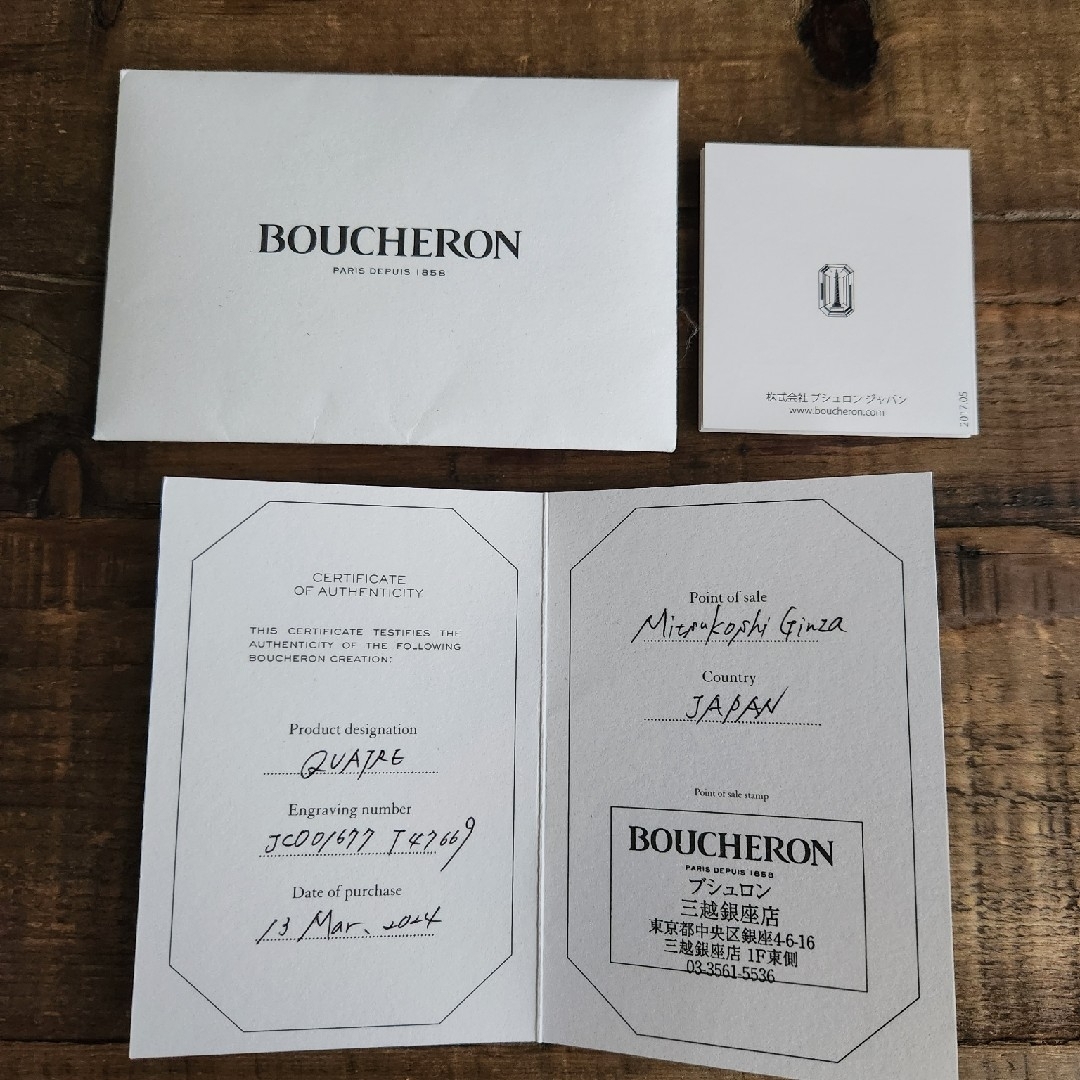 BOUCHERON
PARIS DEPUIS 1858
株式会社 ブシュロン ジャパン
www.boucheron.com
2017.05
CERTIFICATE
OF AUTHENTICITY
THIS CERTIFICATE TESTIFIES THE
AUTHENTICITY OF THE FOLLOWING
BOUCHERON CREATION:
Product designation
QUATRE
Engraving number
JC001677 T47669
Date of purchase
13 Mar. 2024
Point of sale
Mitsukoshi Ginza
Country
JAPAN
Point of sale stamp
BOUCHERON
PARIS DEPUIS 1858
ブシュロン
三越銀座店
東京都中央区銀座4-6-16
三越銀座店 1F東側
03-3561-5536